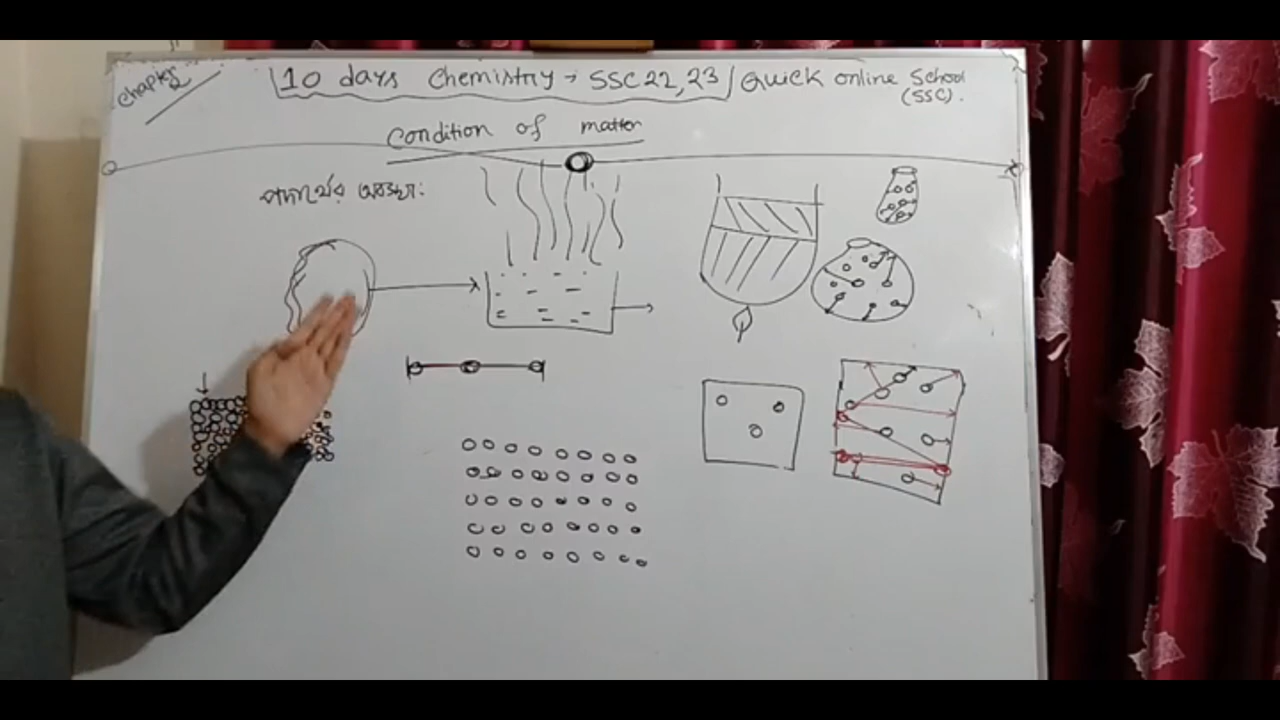 Chapter 2
10 days Chemistry → SSC 22, 23 / Quick online School
(SSC).
Condition of matter
পদার্থের অবস্থা: